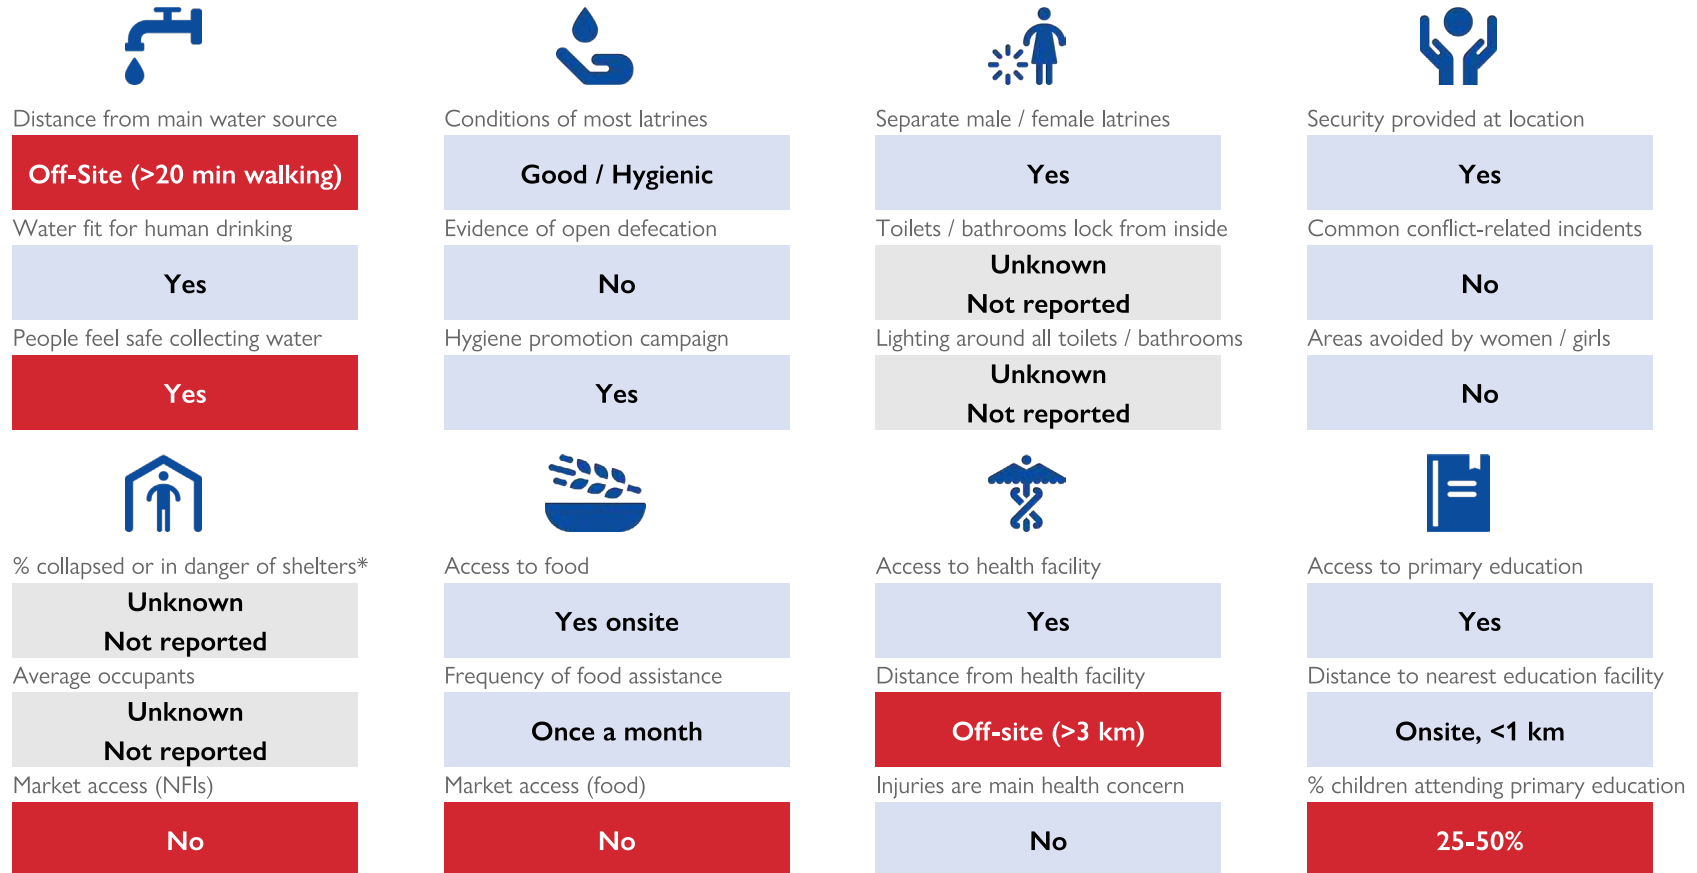 Distance from main water source
Off-Site (>20 min walking)
Water fit for human drinking
Yes
People feel safe collecting water
Yes
Conditions of most latrines
Good / Hygienic
Evidence of open defecation
No
Hygiene promotion campaign
Yes
Separate male / female latrines
Yes
Toilets / bathrooms lock from inside
Unknown
Not reported
Lighting around all toilets / bathrooms
Unknown
Not reported
Security provided at location
Yes
Common conflict-related incidents
No
Areas avoided by women / girls
No
% collapsed or in danger of shelters*
Unknown
Not reported
Average occupants
Unknown
Not reported
Market access (NFIs)
No
Access to food
Yes onsite
Frequency of food assistance
Once a month
Market access (food)
No
Access to health facility
Yes
Distance from health facility
Off-site (>3 km)
Injuries are main health concern
No
Access to primary education
Yes
Distance to nearest education facility
Onsite, <1 km
% children attending primary education
25-50%